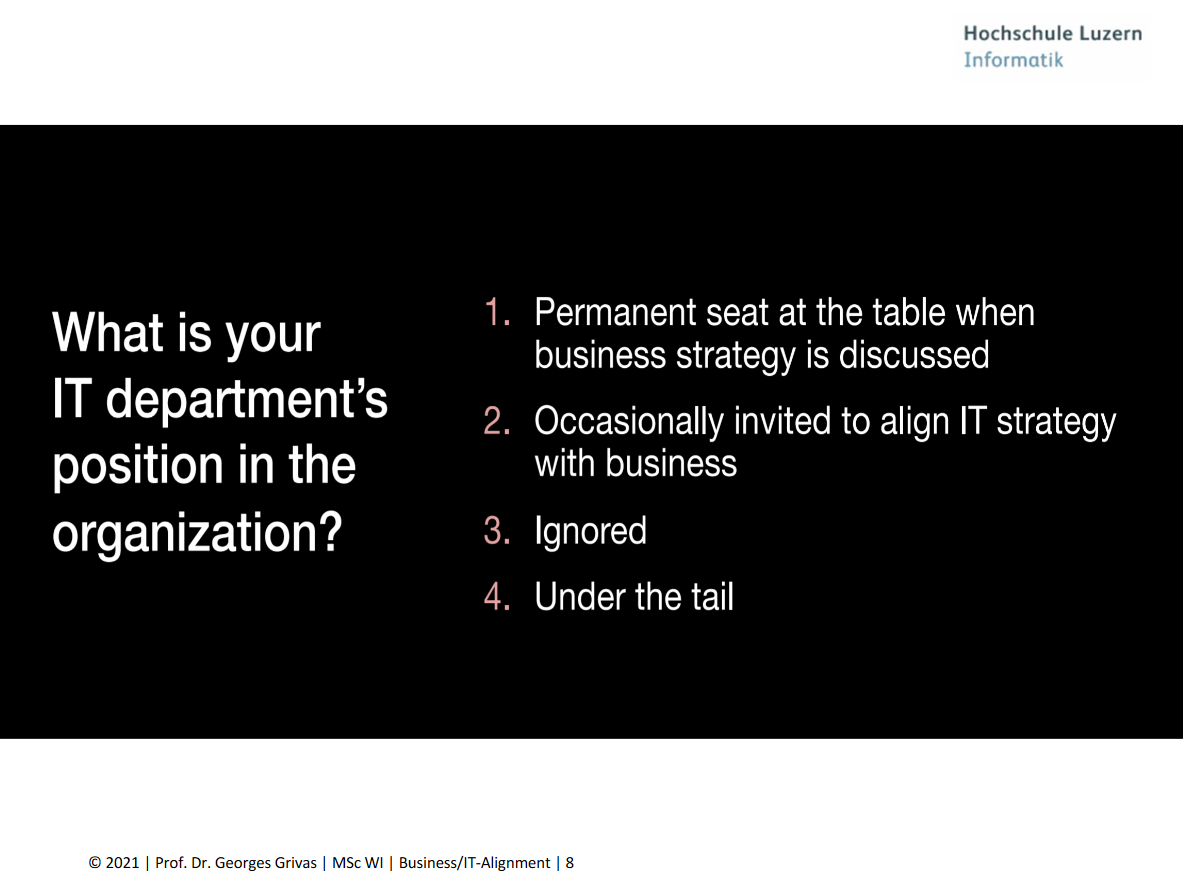 Hochschule Luzern
Informatik
What is your
IT department’s
position in the
organization?
1. Permanent seat at the table when
business strategy is discussed
2. Occasionally invited to align IT strategy
with business
3. Ignored
4. Under the tail
© 2021 | Prof. Dr. Georges Grivas | MSc WI | Business/IT-Alignment | 8